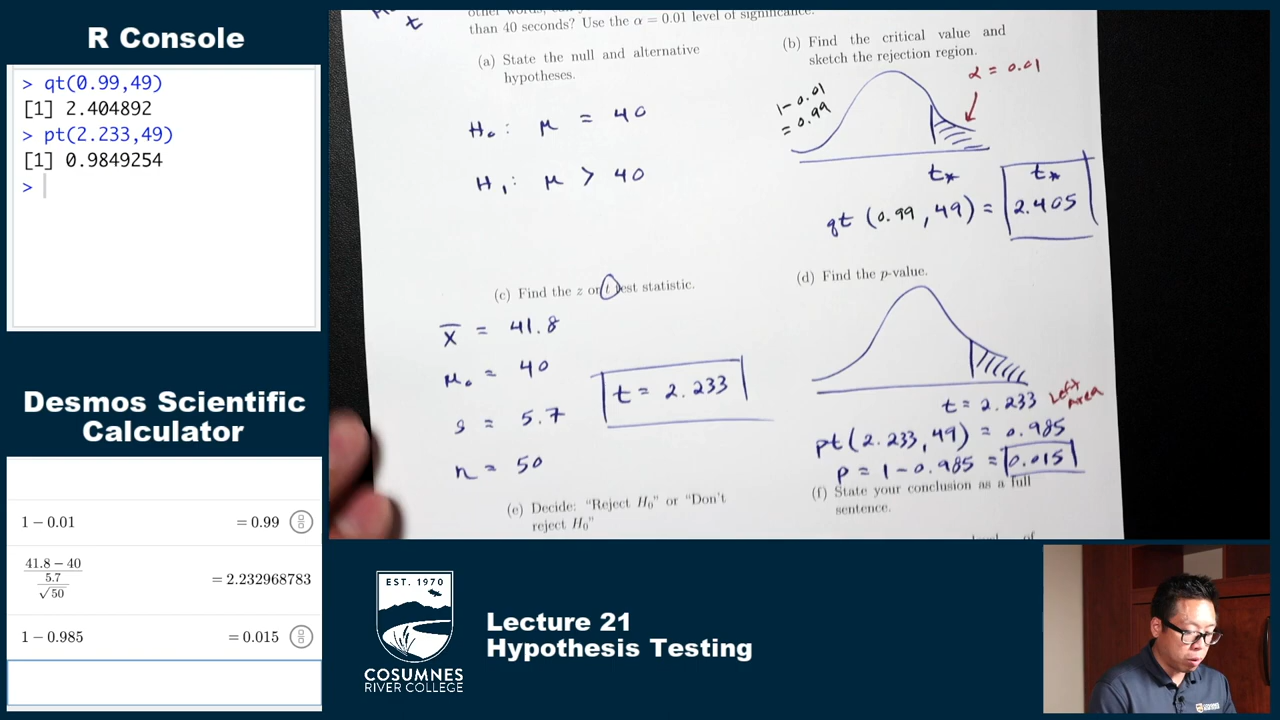 R Console
> qt(0.99,49)
[1] 2.404892
> pt(2.233,49)
[1] 0.9849254
>
Desmos Scientific
Calculator
1 − 0.01 = 0.99
41.8 − 40
5.7
√50
= 2.232968783
1 − 0.985 = 0.015
t
than 40 seconds? Use the α = 0.01 level of significance.
(a) State the null and alternative
hypotheses.
H₀: μ = 40
H₁: μ > 40
(b) Find the critical value and
sketch the rejection region.
α = 0.01
1 − 0.01
= 0.99
t*
qt (0.99, 49) =
t*
2.405
(c) Find the z or t test statistic.
x̄ = 41.8
μ₀ = 40
s = 5.7
n = 50
t = 2.233
(d) Find the p-value.
t = 2.233
Left
Area
pt(2.233, 49) = 0.985
p = 1 − 0.985 = 0.015
(e) Decide: "Reject H₀" or "Don't
reject H₀"
(f) State your conclusion as a full
sentence.
EST. 1970
COSUMNES
RIVER COLLEGE
Lecture 21
Hypothesis Testing